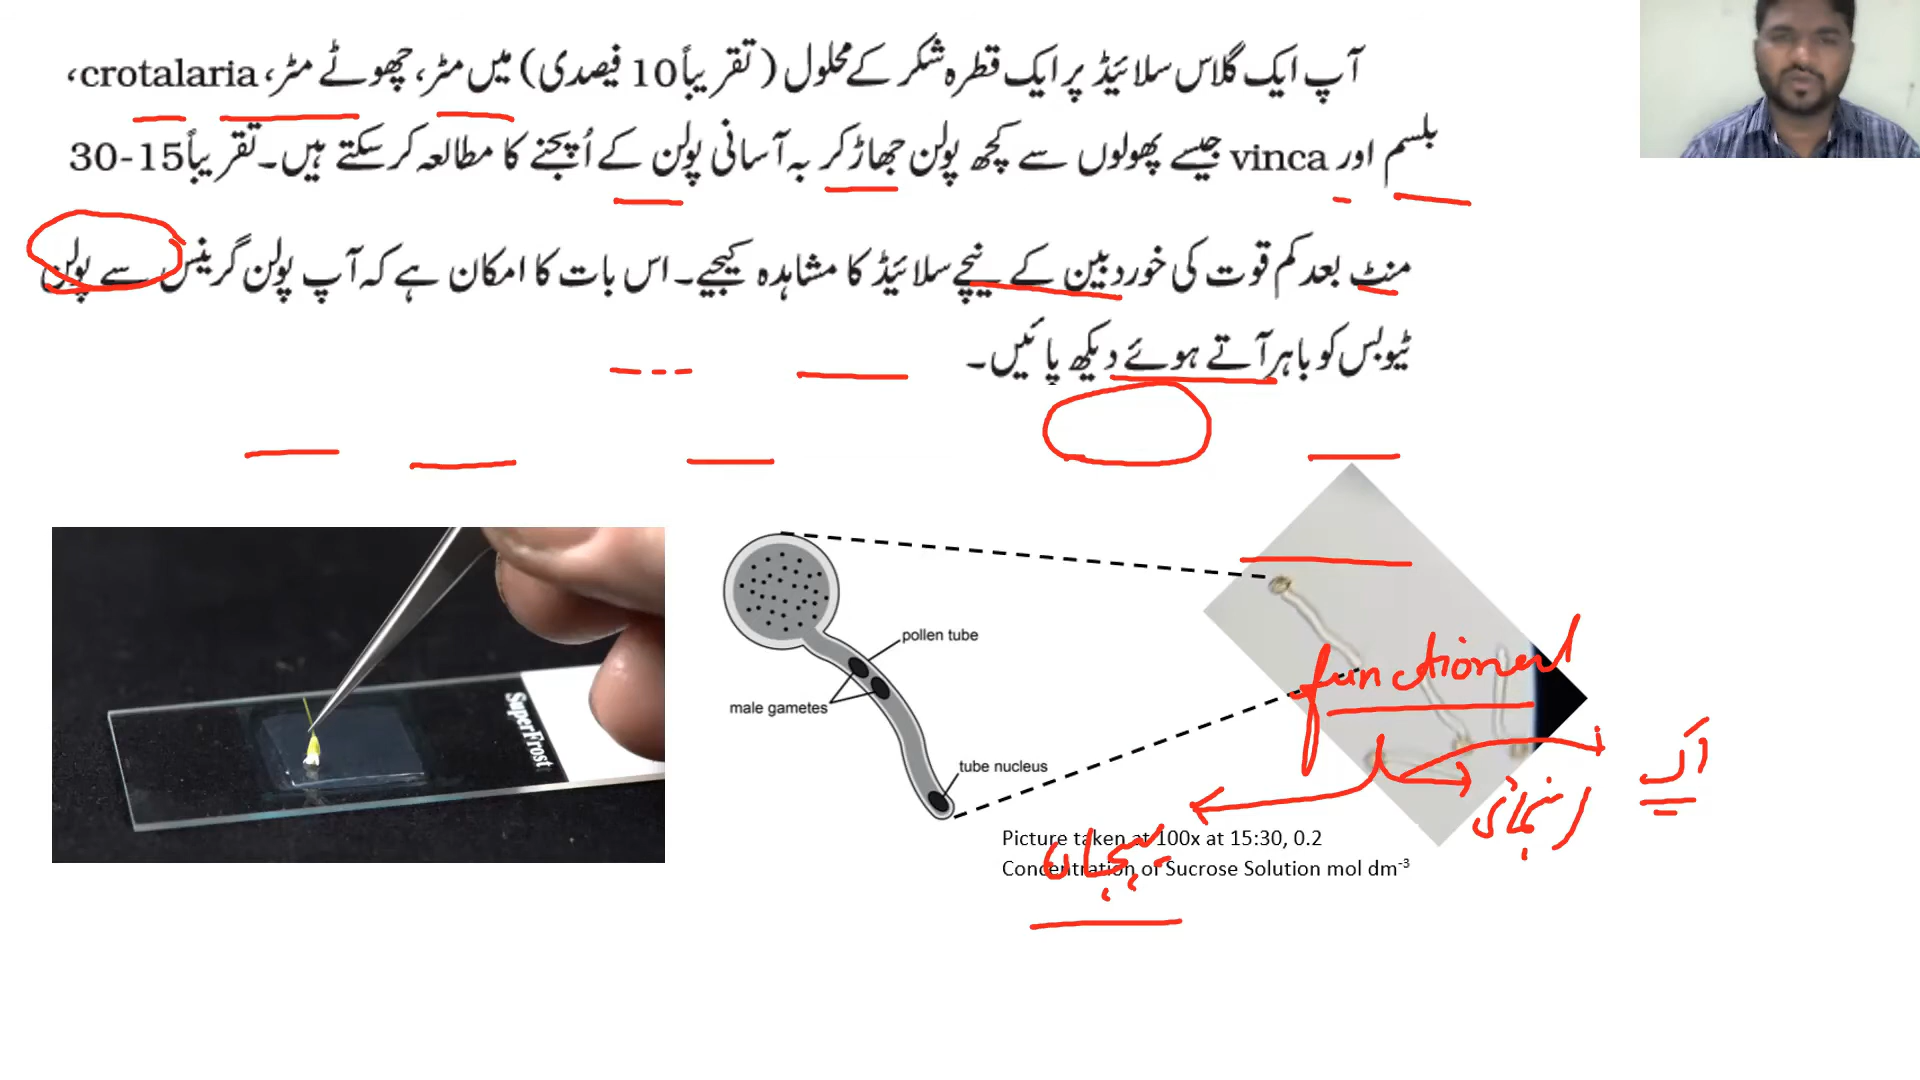 آپ ایک گلاس سلائیڈ پر ایک قطرہ شکر کے محلول (تقریباً 10 فیصدی) میں مٹر، چھوٹے مٹر، crotalaria،
بلسم اور vinca جیسے پھولوں سے کچھ پولن جھاڑ کر بہ آسانی پولن کے اُپچنے کا مطالعہ کر سکتے ہیں۔ تقریباً 15-30
منٹ بعد کم قوت کی خوردبین کے نیچے سلائیڈ کا مشاہدہ کیجیے۔ اس بات کا امکان ہے کہ آپ پولن گرینس سے پولن
ٹیوبس کو باہر آتے ہوئے دیکھ پائیں۔
SuperFrost
pollen tube
male gametes
tube nucleus
functional
Picture taken at 100x at 15:30, 0.2
Concentration of Sucrose Solution mol dm-3